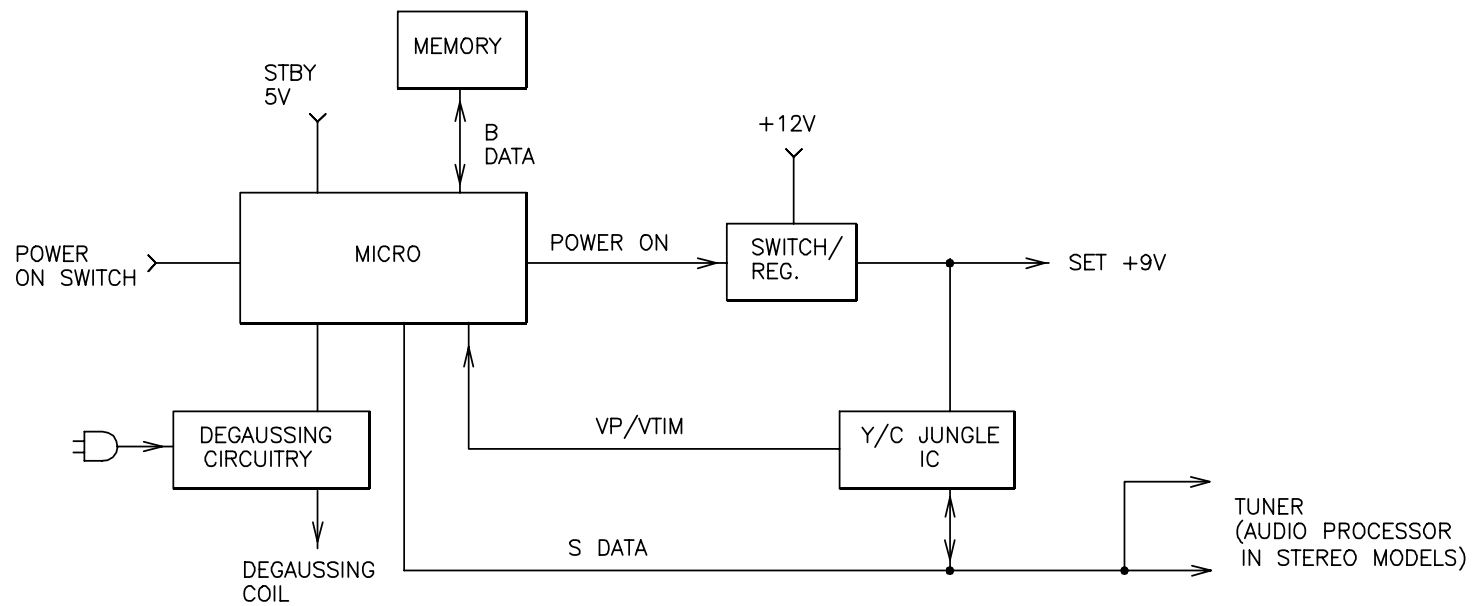 MEMORY
STBY
5V
B
DATA
+12V
POWER
ON SWITCH
MICRO
POWER ON
SWITCH/
REG.
SET +9V
DEGAUSSING
CIRCUITRY
VP/VTIM
Y/C JUNGLE
IC
DEGAUSSING
COIL
S DATA
TUNER
(AUDIO PROCESSOR
IN STEREO MODELS)